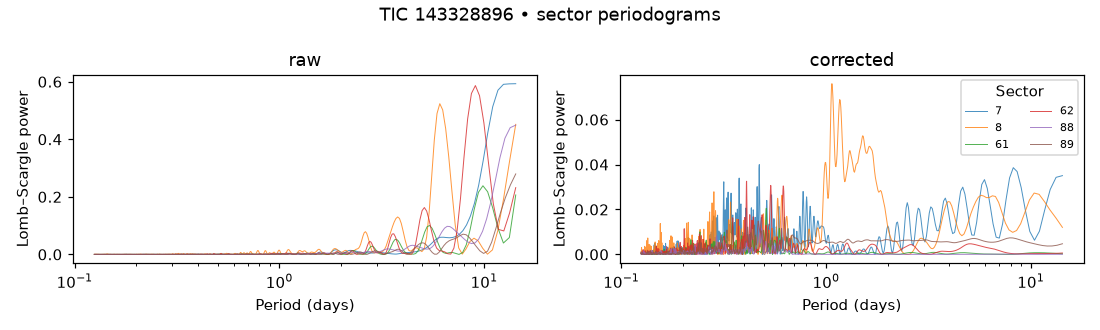 TIC 143328896 • sector periodograms
raw
corrected
Lomb–Scargle power
0.6
0.4
0.2
0.0
10⁻¹
10⁰
10¹
Period (days)
Lomb–Scargle power
0.06
0.04
0.02
0.00
10⁻¹
10⁰
10¹
Period (days)
Sector
7
8
61
62
88
89